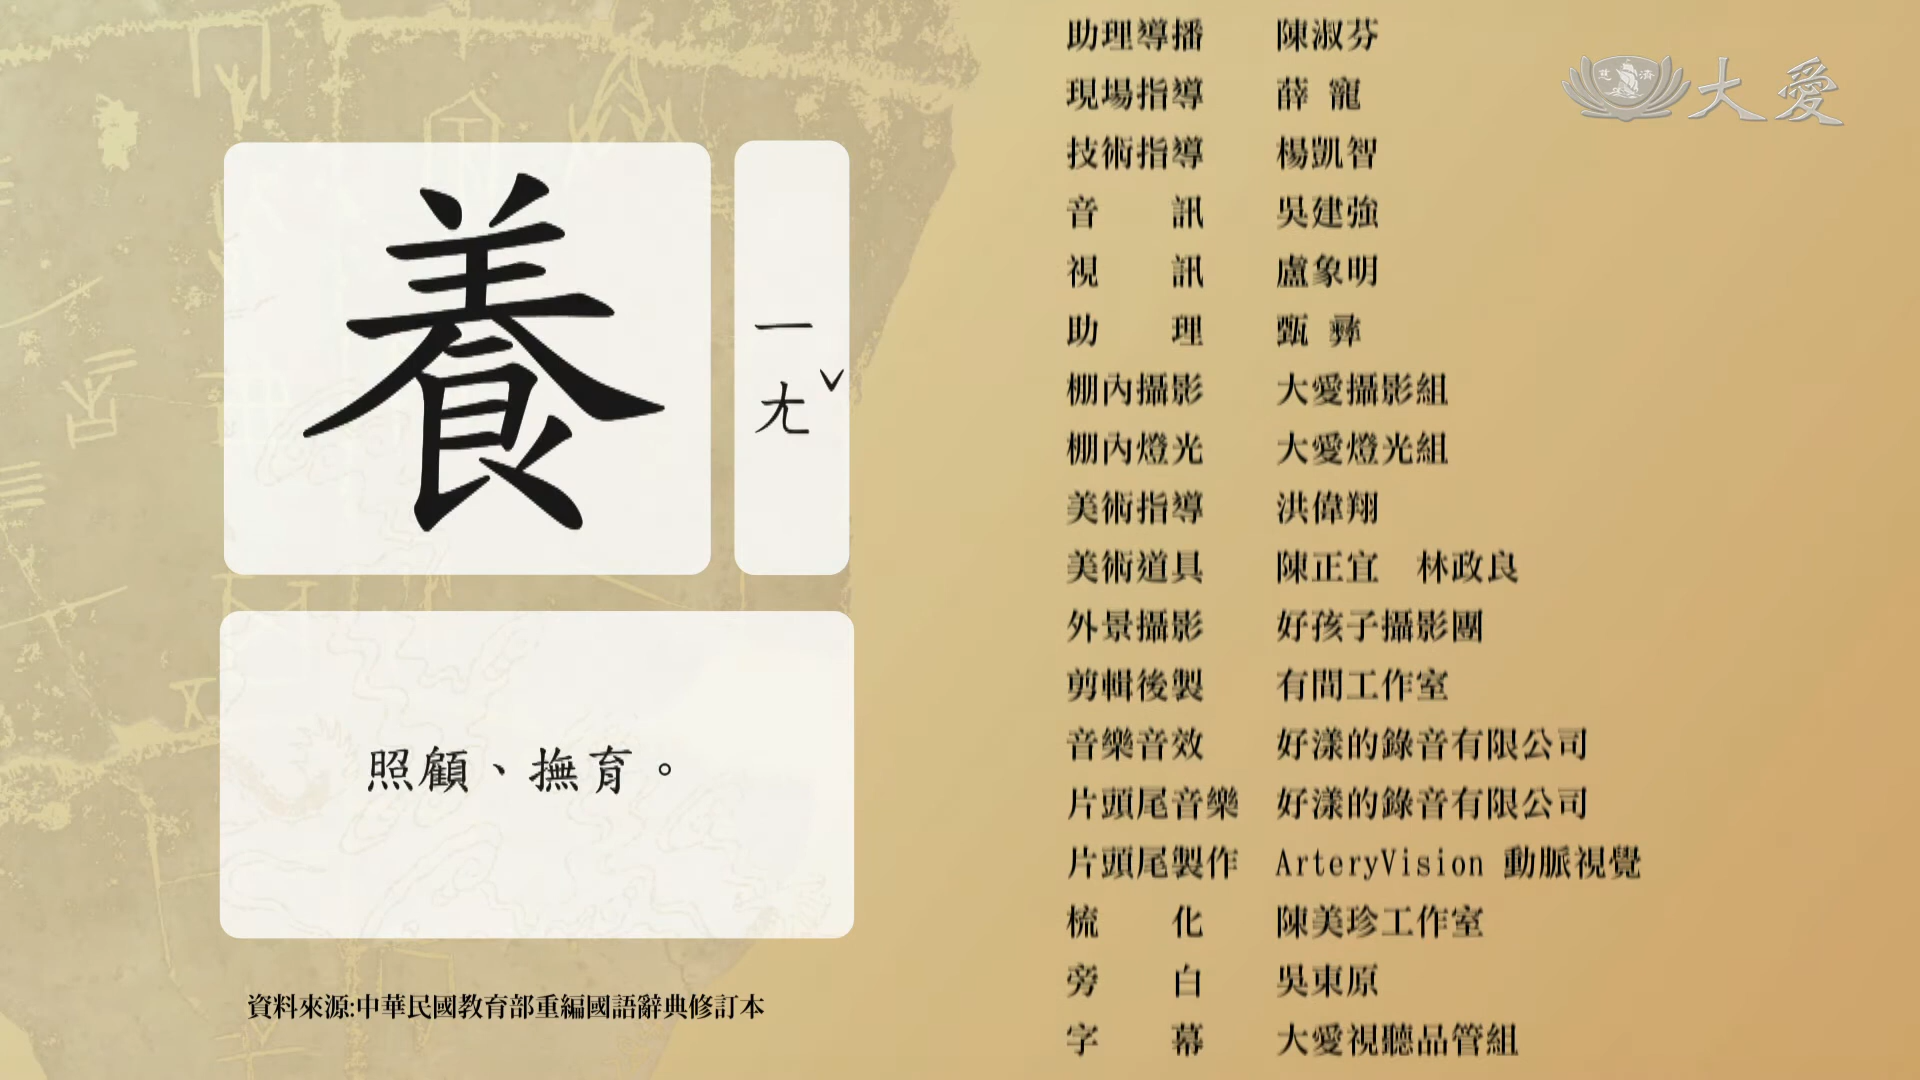 養
ㄧㄤˇ
照顧、撫育。
資料來源:中華民國教育部重編國語辭典修訂本
助理導播 陳淑芬
現場指導 薛 寵
技術指導 楊凱智
音訊 吳建強
視訊 盧象明
助理 甄 彝
棚內攝影 大愛攝影組
棚內燈光 大愛燈光組
美術指導 洪偉翔
美術道具 陳正宜 林政良
外景攝影 好孩子攝影團
剪輯後製 有間工作室
音樂音效 好漾的錄音有限公司
片頭尾音樂 好漾的錄音有限公司
片頭尾製作 ArteryVision 動脈視覺
梳化 陳美珍工作室
旁白 吳東原
字幕 大愛視聽品管組
慈濟 大愛